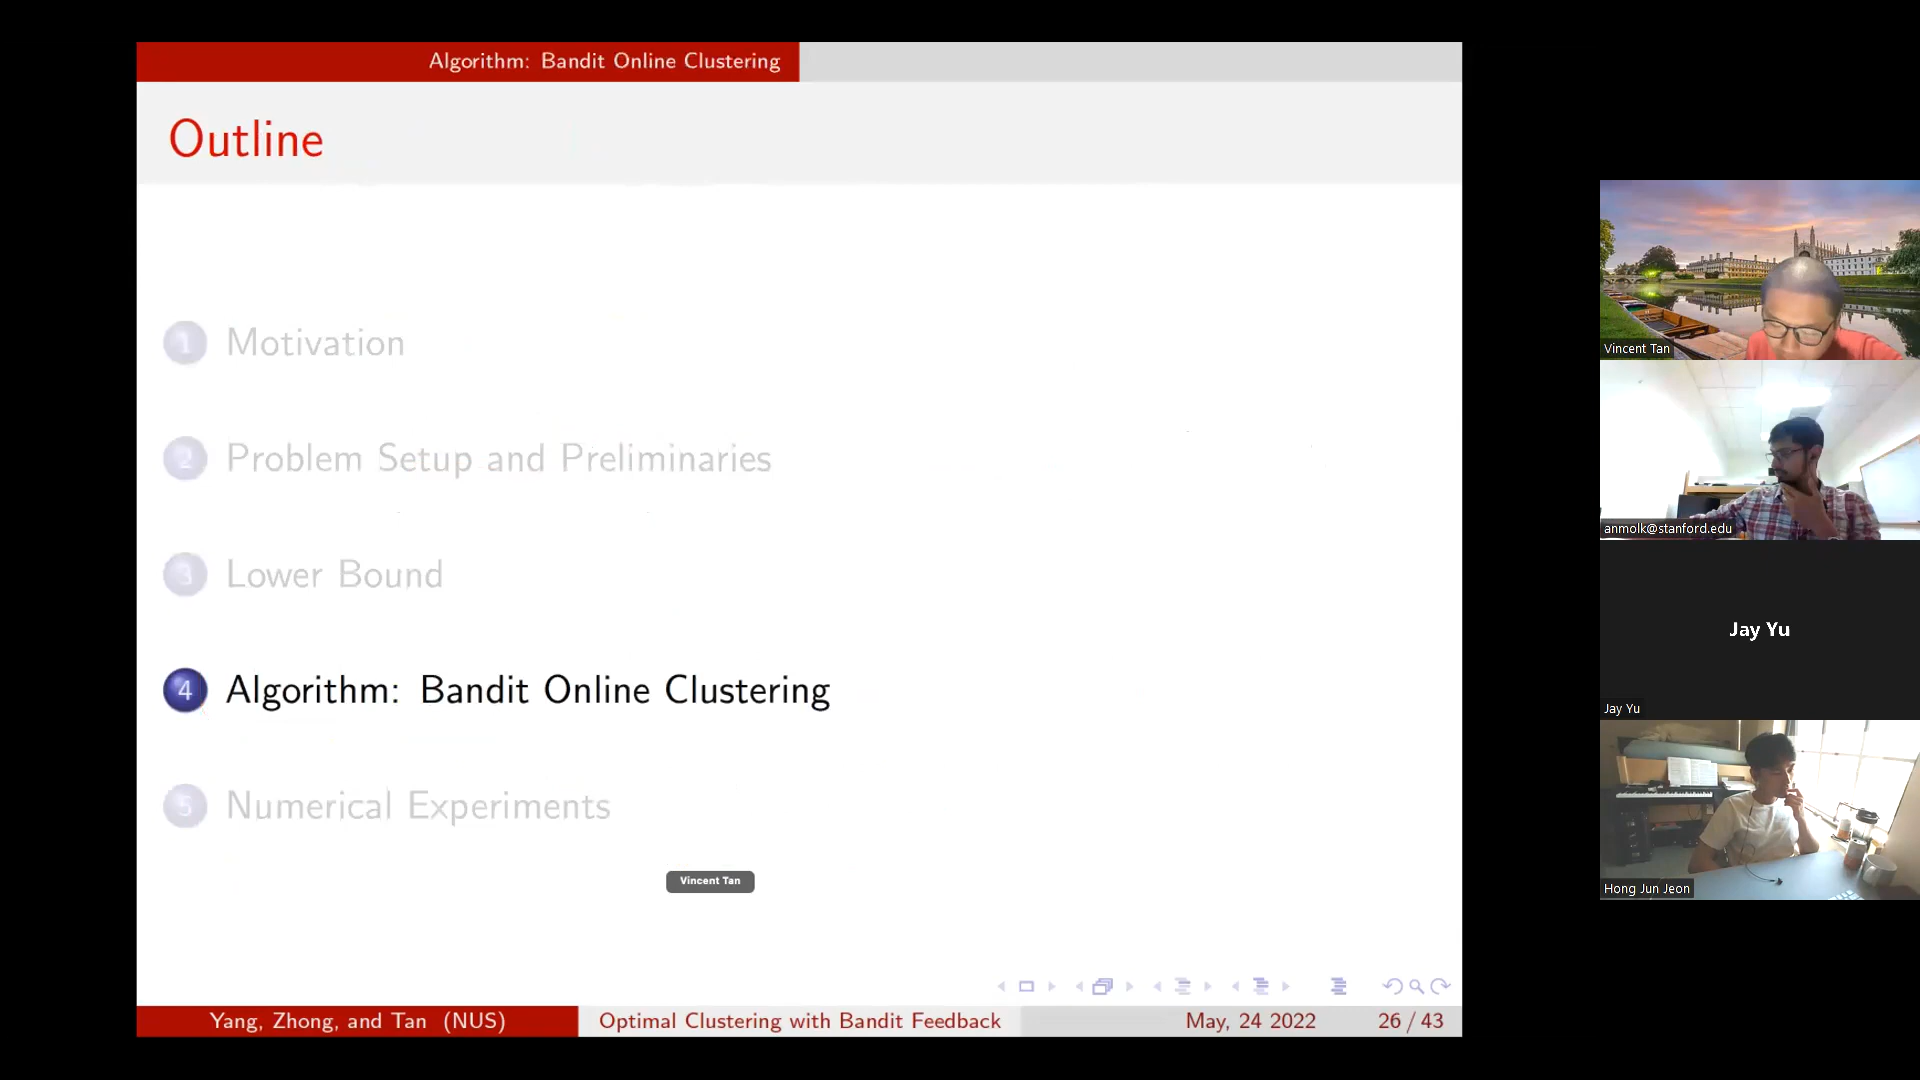 Algorithm: Bandit Online Clustering
Outline
1 Motivation
2 Problem Setup and Preliminaries
3 Lower Bound
4 Algorithm: Bandit Online Clustering
5 Numerical Experiments
Vincent Tan
Yang, Zhong, and Tan (NUS)
Optimal Clustering with Bandit Feedback
May, 24 2022
26 / 43
Vincent Tan
anmolk@stanford.edu
Jay Yu
Jay Yu
Hong Jun Jeon